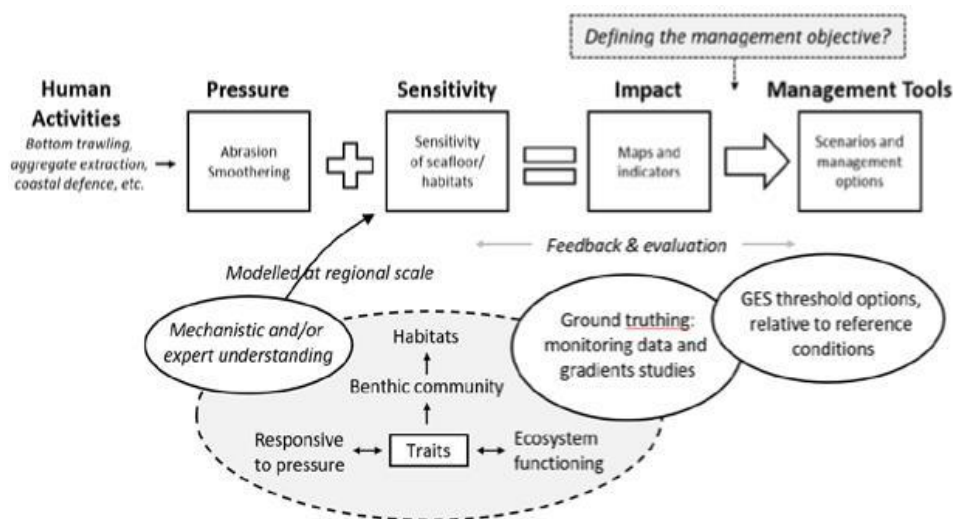 Defining the management objective?
Human
Activities
Bottom trawling,
aggregate extraction,
coastal defence, etc.
Pressure
Abrasion
Smoothering
Sensitivity
Sensitivity
of seafloor/
habitats
Impact
Maps and
indicators
Management Tools
Scenarios and
management
options
Feedback & evaluation
Modelled at regional scale
Mechanistic and/or
expert understanding
Habitats
Benthic community
Responsive
to pressure
Traits
Ecosystem
functioning
Ground truthing:
monitoring data and
gradients studies
GES threshold options,
relative to reference
conditions